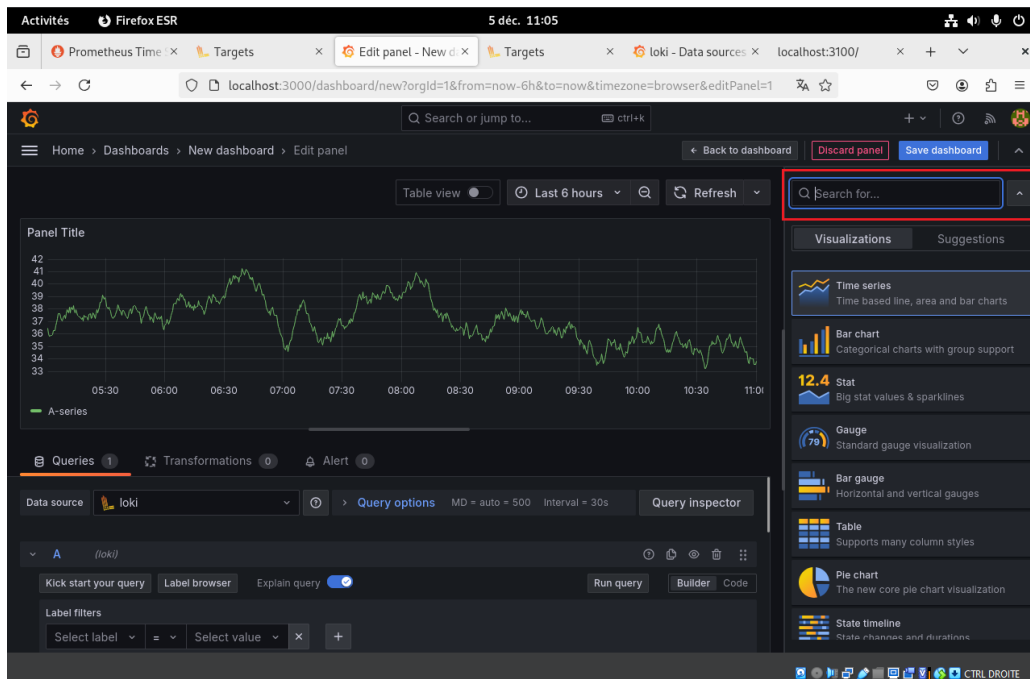 Activités Firefox ESR 5 déc. 11:05
Prometheus Time S × Targets × Edit panel - New d × Targets × loki - Data sources × localhost:3100/ ×
localhost:3000/dashboard/new?orgId=1&from=now-6h&to=now&timezone=browser&editPanel=1
Search or jump to... ctrl+k
Home › Dashboards › New dashboard › Edit panel
← Back to dashboard Discard panel Save dashboard
Table view Last 6 hours Refresh
Search for...
Visualizations Suggestions
Panel Title
42
41
40
39
38
37
36
35
34
33
05:30 06:00 06:30 07:00 07:30 08:00 08:30 09:00 09:30 10:00 10:30 11:00
A-series
Time series
Time based line, area and bar charts
Bar chart
Categorical charts with group support
12.4 Stat
Big stat values & sparklines
79 Gauge
Standard gauge visualization
Bar gauge
Horizontal and vertical gauges
Table
Supports many column styles
Pie chart
The new core pie chart visualization
State timeline
State changes and durations
Queries 1 Transformations 0 Alert 0
Data source loki › Query options MD = auto = 500 Interval = 30s Query inspector
A (loki)
Kick start your query Label browser Explain query Run query Builder Code
Label filters
Select label = Select value × +
CTRL DROITE